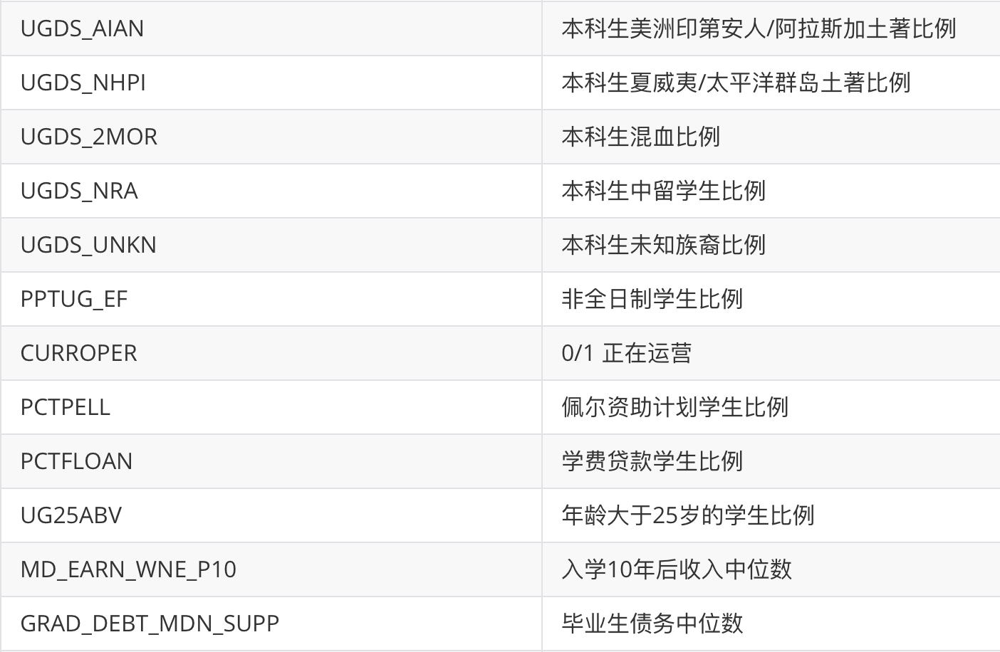 UGDS_AIAN 本科生美洲印第安人/阿拉斯加土著比例
UGDS_NHPI 本科生夏威夷/太平洋群岛土著比例
UGDS_2MOR 本科生混血比例
UGDS_NRA 本科生中留学生比例
UGDS_UNKN 本科生未知族裔比例
PPTUG_EF 非全日制学生比例
CURROPER 0/1 正在运营
PCTPELL 佩尔资助计划学生比例
PCTFLOAN 学费贷款学生比例
UG25ABV 年龄大于25岁的学生比例
MD_EARN_WNE_P10 入学10年后收入中位数
GRAD_DEBT_MDN_SUPP 毕业生债务中位数